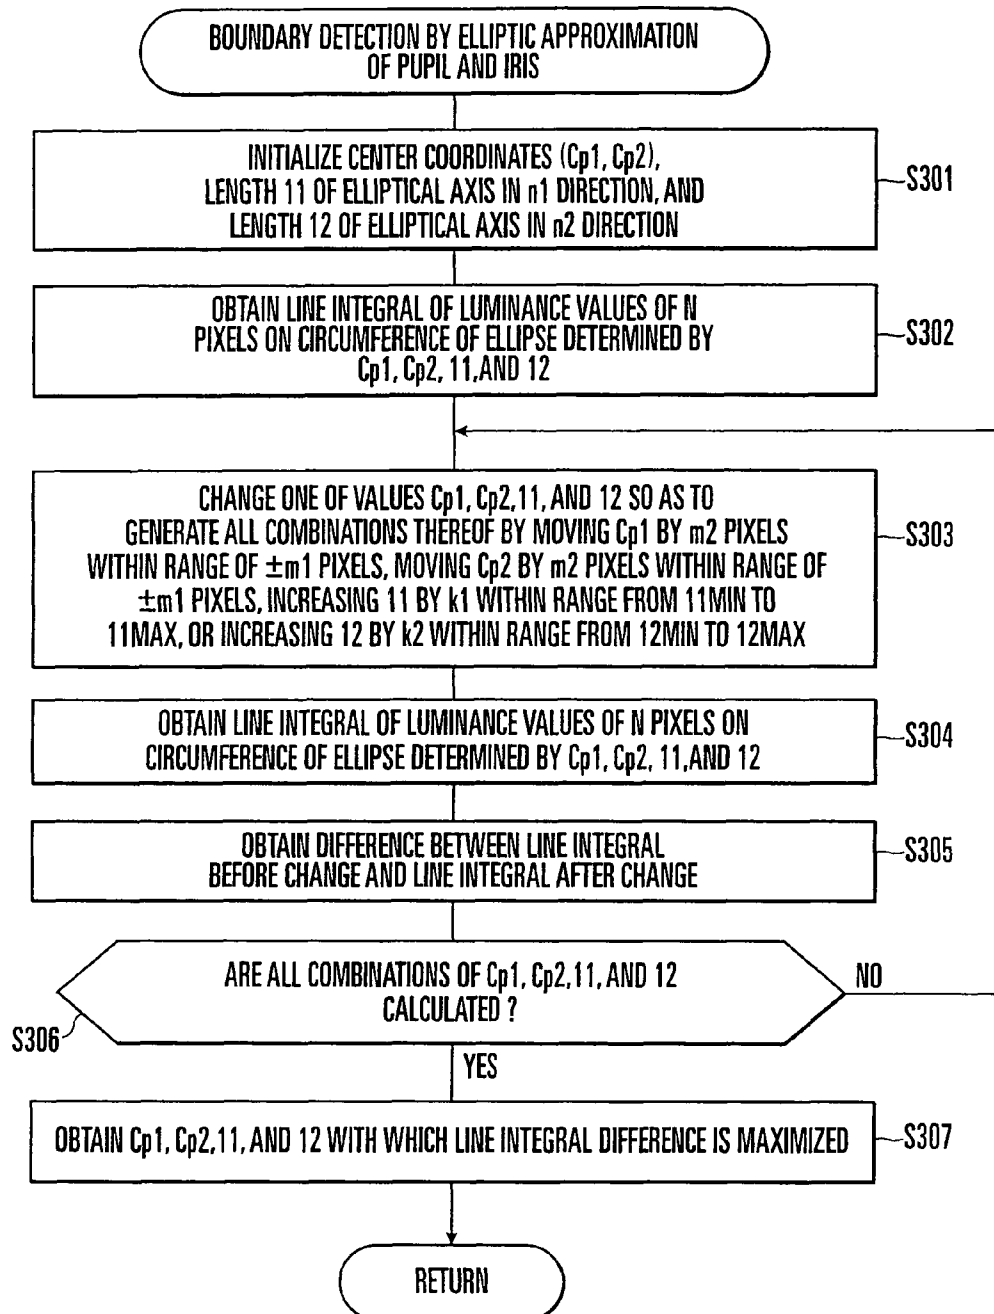 BOUNDARY DETECTION BY ELLIPTIC APPROXIMATION
OF PUPIL AND IRIS
INITIALIZE CENTER COORDINATES (Cp1, Cp2),
LENGTH 11 OF ELLIPTICAL AXIS IN n1 DIRECTION, AND
LENGTH 12 OF ELLIPTICAL AXIS IN n2 DIRECTION
S301
OBTAIN LINE INTEGRAL OF LUMINANCE VALUES OF N
PIXELS ON CIRCUMFERENCE OF ELLIPSE DETERMINED BY
Cp1, Cp2, 11, AND 12
S302
CHANGE ONE OF VALUES Cp1, Cp2, 11, AND 12 SO AS TO
GENERATE ALL COMBINATIONS THEREOF BY MOVING Cp1 BY m2 PIXELS
WITHIN RANGE OF ±m1 PIXELS, MOVING Cp2 BY m2 PIXELS WITHIN RANGE OF
±m1 PIXELS, INCREASING 11 BY k1 WITHIN RANGE FROM 11MIN TO
11MAX, OR INCREASING 12 BY k2 WITHIN RANGE FROM 12MIN TO 12MAX
S303
OBTAIN LINE INTEGRAL OF LUMINANCE VALUES OF N PIXELS ON
CIRCUMFERENCE OF ELLIPSE DETERMINED BY Cp1, Cp2, 11, AND 12
S304
OBTAIN DIFFERENCE BETWEEN LINE INTEGRAL
BEFORE CHANGE AND LINE INTEGRAL AFTER CHANGE
S305
ARE ALL COMBINATIONS OF Cp1, Cp2, 11, AND 12
CALCULATED ?
NO
S306
YES
OBTAIN Cp1, Cp2, 11, AND 12 WITH WHICH LINE INTEGRAL DIFFERENCE IS MAXIMIZED
S307
RETURN